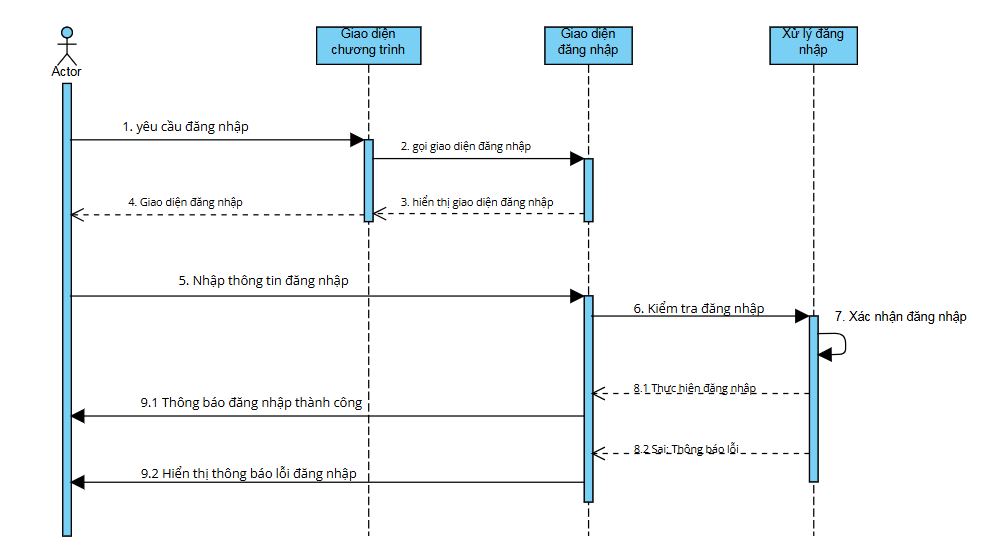 Actor
Giao diện
chương trình
Giao diện
đăng nhập
Xử lý đăng
nhập
1. yêu cầu đăng nhập
2. gọi giao diện đăng nhập
3. hiển thị giao diện đăng nhập
4. Giao diện đăng nhập
5. Nhập thông tin đăng nhập
6. Kiểm tra đăng nhập
7. Xác nhận đăng nhập
8.1 Thực hiện đăng nhập
9.1 Thông báo đăng nhập thành công
8.2 Sai: Thông báo lỗi
9.2 Hiển thị thông báo lỗi đăng nhập